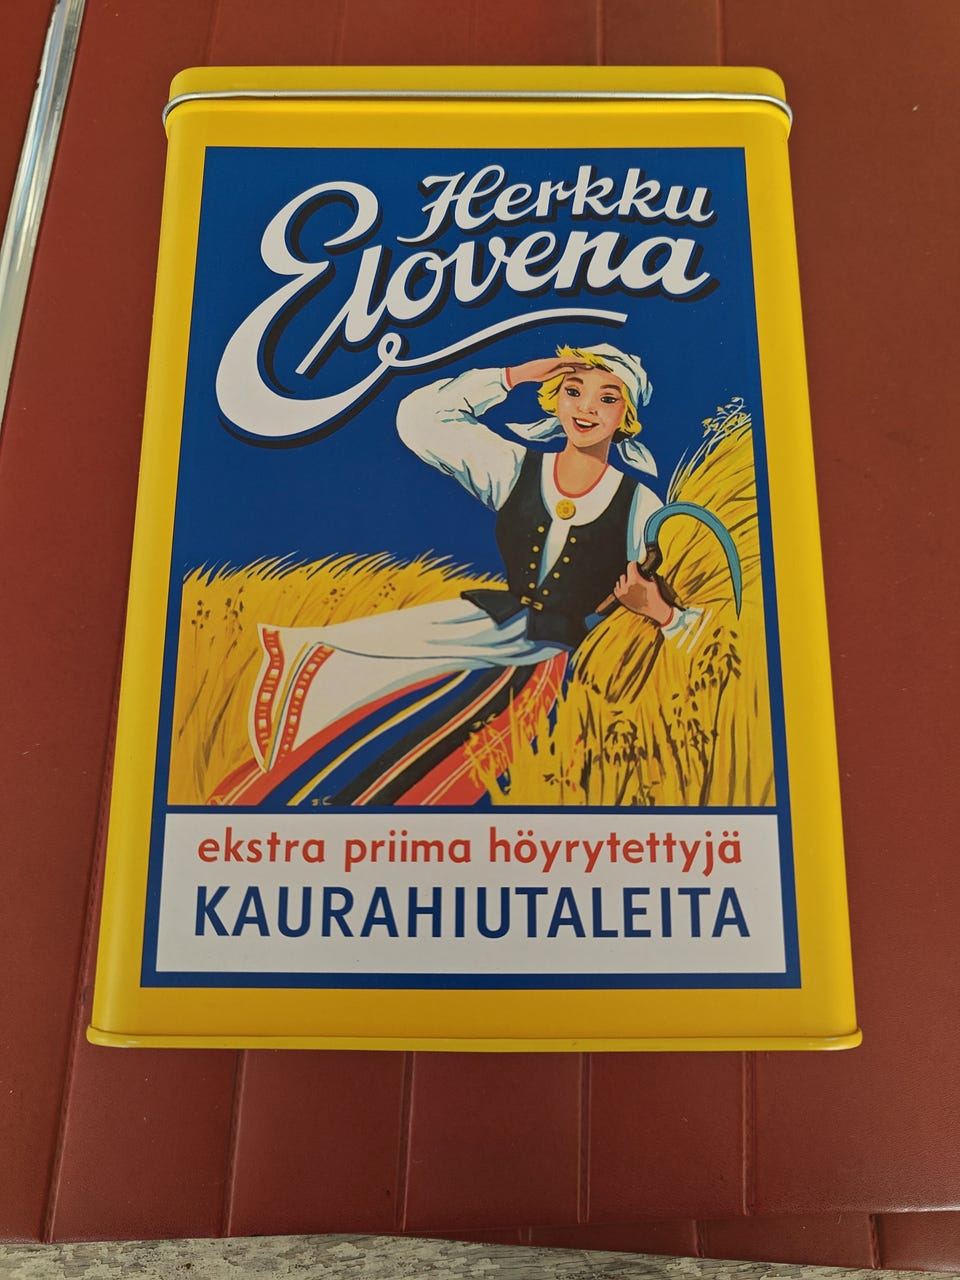 Herkku
Elovena
ekstra priima höyrytettyjä
KAURAHIUTALEITA